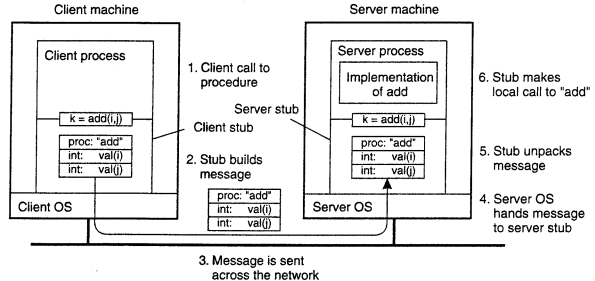 Client machine
Server machine
Client process
1. Client call to
procedure
Server process
Implementation
of add
6. Stub makes
local call to "add"
Server stub
k = add(i,j)
k = add(i,j)
Client stub
proc: "add"
int: val(i)
int: val(j)
proc: "add"
int: val(i)
int: val(j)
5. Stub unpacks
message
2. Stub builds
message
proc: "add"
int: val(i)
int: val(j)
4. Server OS
hands message
to server stub
Client OS
Server OS
3. Message is sent
across the network